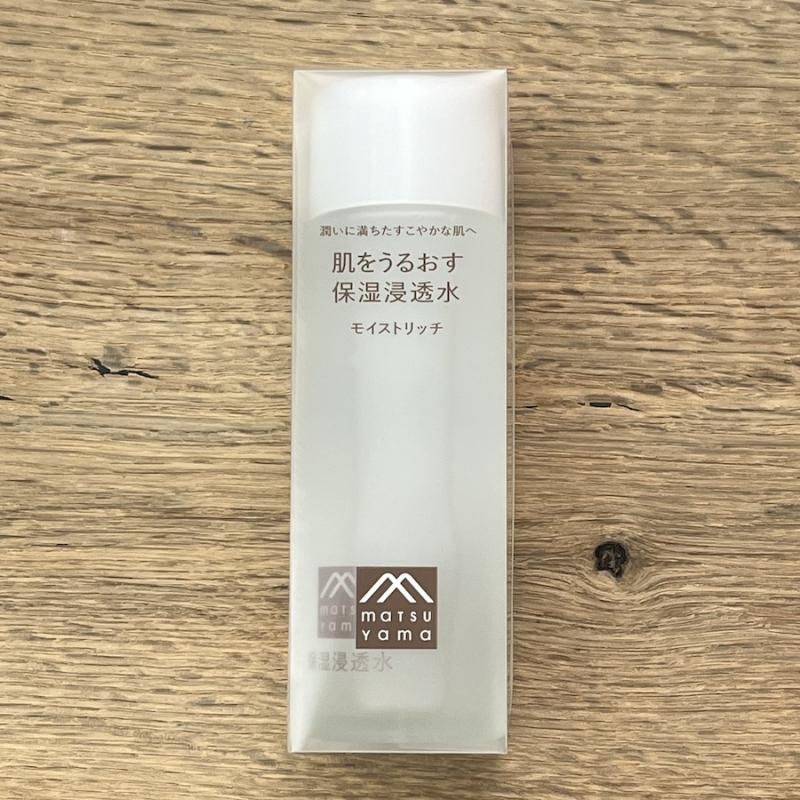 潤いに満ちたすこやかな肌へ
肌をうるおす
保湿浸透水
モイストリッチ
matsu
yama
mats
yam
保湿浸透水